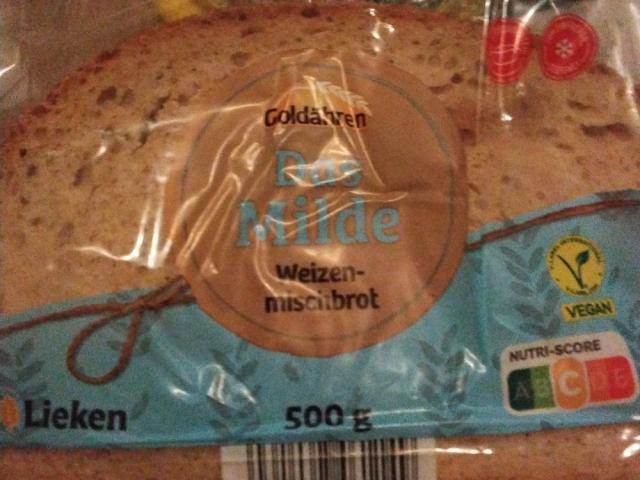 Goldähren
Das
Milde
Weizen-
mischbrot
VEGAN
NUTRI-SCORE
A B C D E
Lieken
500 g